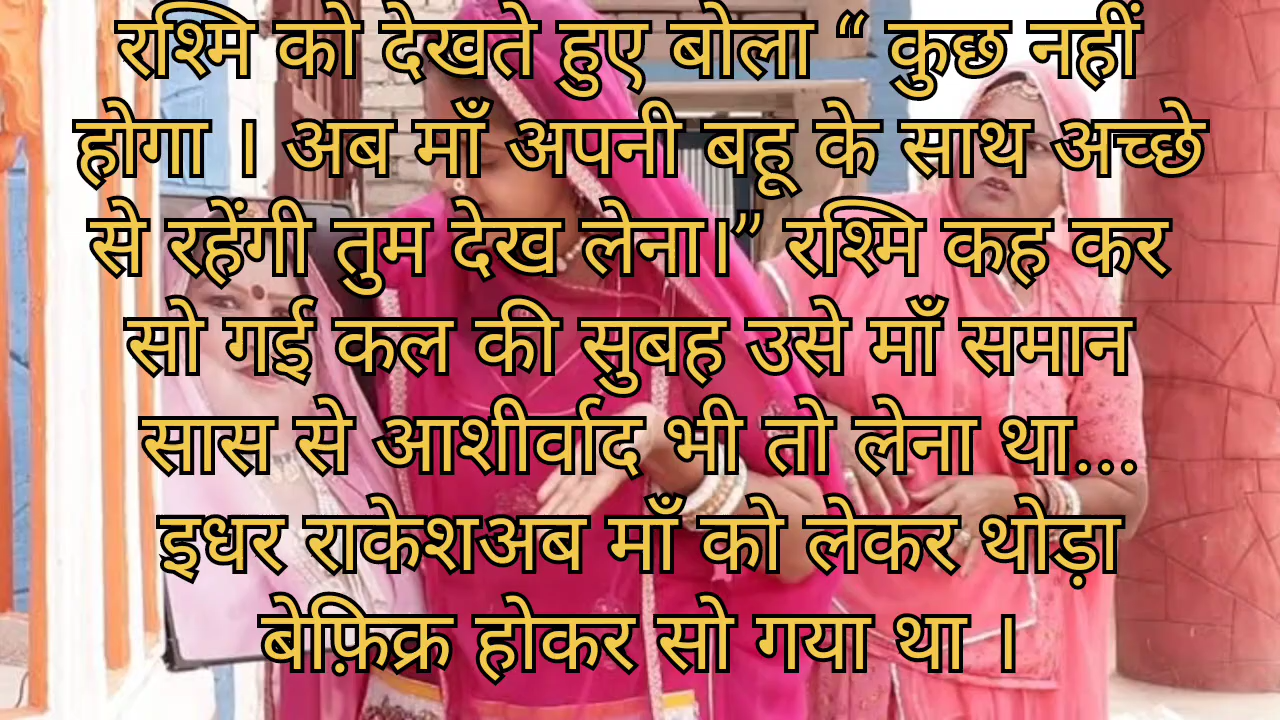 रश्मि को देखते हुए बोला “ कुछ नहीं
होगा । अब माँ अपनी बहू के साथ अच्छे
से रहेंगी तुम देख लेना।” रश्मि कह कर
सो गई कल की सुबह उसे माँ समान
सास से आशीर्वाद भी तो लेना था...
इधर राकेशअब माँ को लेकर थोड़ा
बेफ़िक्र होकर सो गया था ।